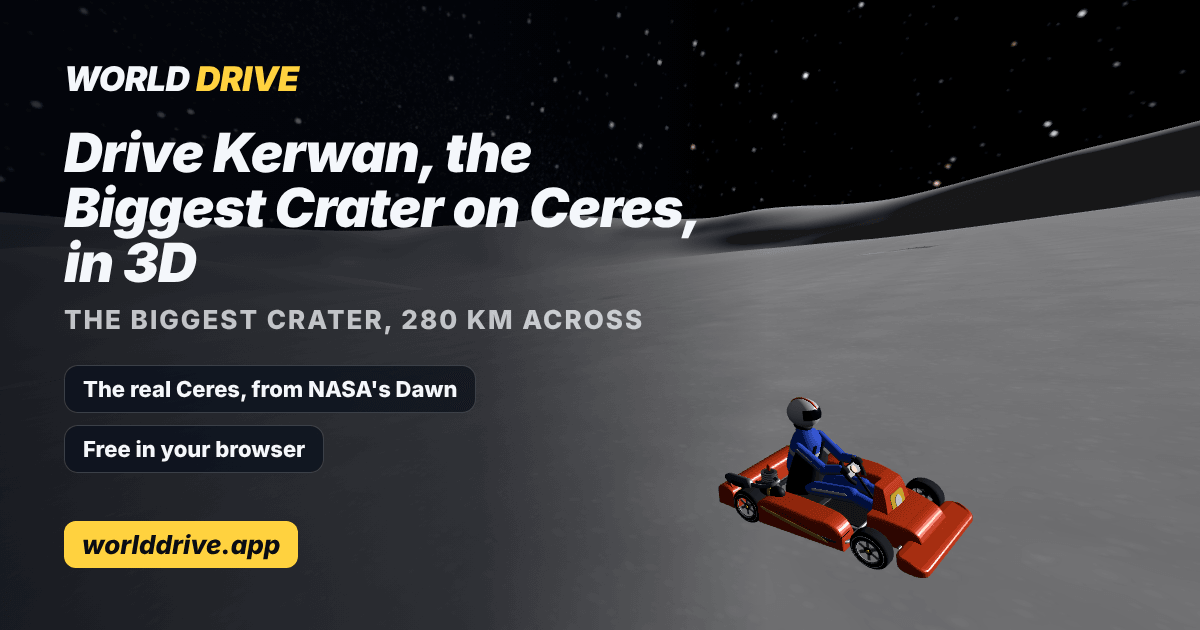 WORLD DRIVE
Drive Kerwan, the
Biggest Crater on Ceres,
in 3D
THE BIGGEST CRATER, 280 KM ACROSS
The real Ceres, from NASA's Dawn
Free in your browser
worlddrive.app